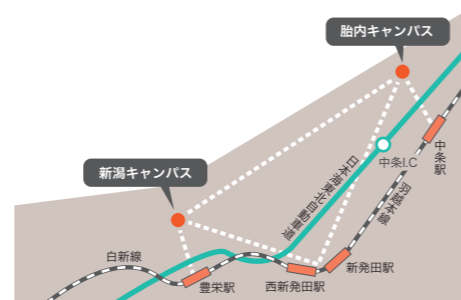 胎内キャンパス
新潟キャンパス
中条駅
中条I.C
日本海東北自動車道
羽越本線
白新線
新発田駅
西新発田駅
豊栄駅